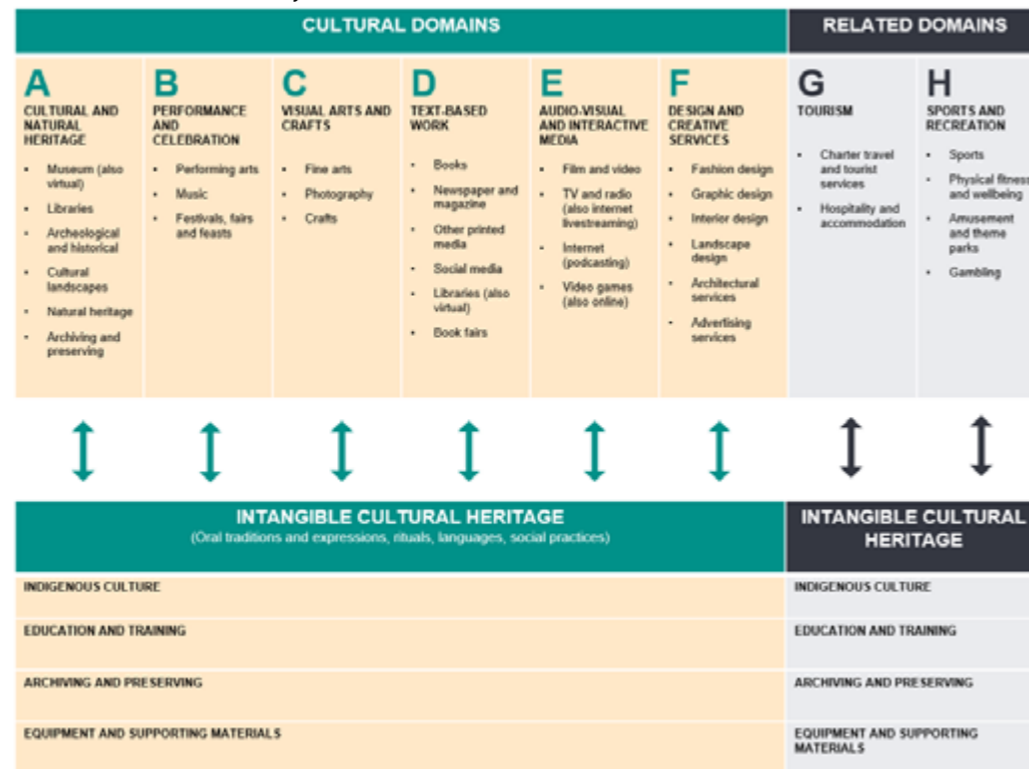 CULTURAL DOMAINS
RELATED DOMAINS
A
CULTURAL AND
NATURAL
HERITAGE
• Museum (also
virtual)
• Libraries
• Archeological
and historical
• Cultural
landscapes
• Natural heritage
• Archiving and
preserving
B
PERFORMANCE
AND
CELEBRATION
• Performing arts
• Music
• Festivals, fairs
and feasts
C
VISUAL ARTS AND
CRAFTS
• Fine arts
• Photography
• Crafts
D
TEXT-BASED
WORK
• Books
• Newspaper and
magazine
• Other printed
media
• Social media
• Libraries (also
virtual)
• Book fairs
E
AUDIO-VISUAL
AND INTERACTIVE
MEDIA
• Film and video
• TV and radio
(also internet
livestreaming)
• Internet
(podcasting)
• Video games
(also online)
F
DESIGN AND
CREATIVE
SERVICES
• Fashion design
• Graphic design
• Interior design
• Landscape
design
• Architectural
services
• Advertising
services
G
TOURISM
• Charter travel
and tourist
services
• Hospitality and
accommodation
H
SPORTS AND
RECREATION
• Sports
• Physical fitness
and wellbeing
• Amusement
and theme
parks
• Gambling
INTANGIBLE CULTURAL HERITAGE
(Oral traditions and expressions, rituals, languages, social practices)
INDIGENOUS CULTURE
EDUCATION AND TRAINING
ARCHIVING AND PRESERVING
EQUIPMENT AND SUPPORTING MATERIALS
INTANGIBLE CULTURAL
HERITAGE
INDIGENOUS CULTURE
EDUCATION AND TRAINING
ARCHIVING AND PRESERVING
EQUIPMENT AND SUPPORTING
MATERIALS